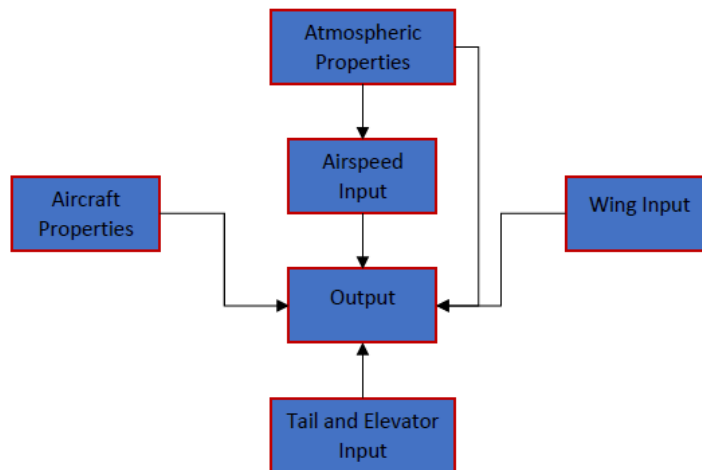 Atmospheric
Properties
Airspeed
Input
Aircraft
Properties
Wing Input
Output
Tail and Elevator
Input